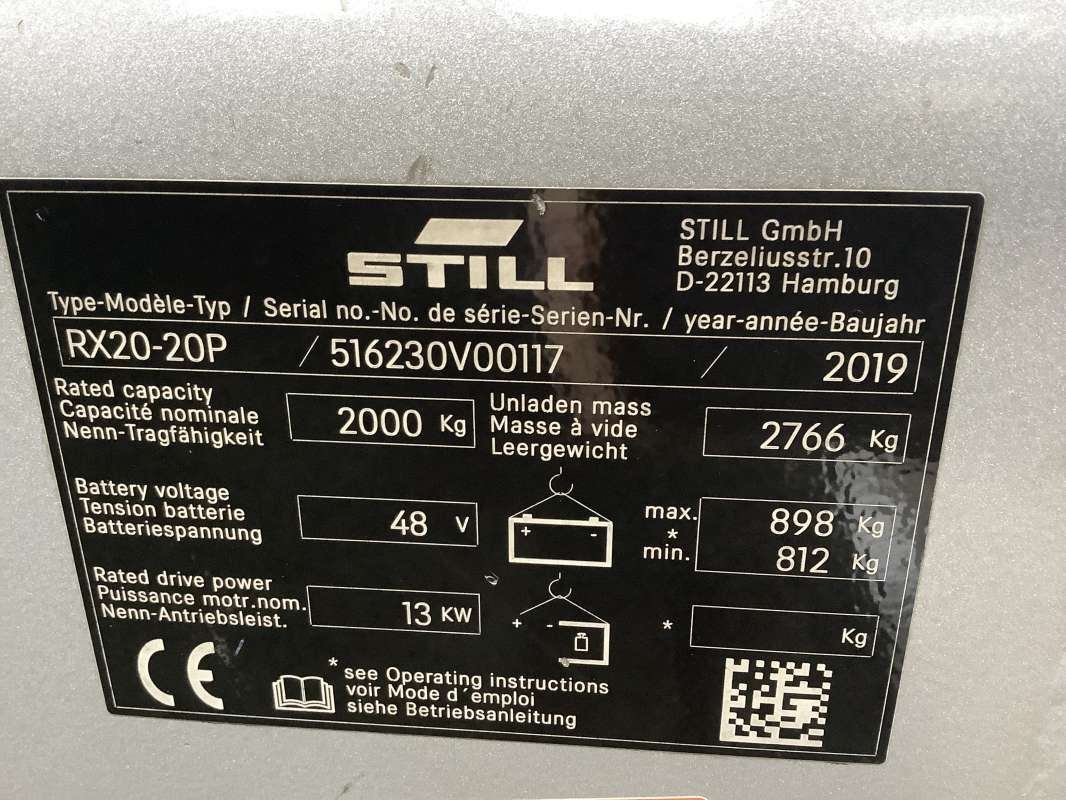 STILL
STILL GmbH
Berzeliusstr.10
D-22113 Hamburg
Type-Modèle-Typ / Serial no.-No. de série-Serien-Nr. / year-année-Baujahr
RX20-20P / 516230V00117 / 2019
Rated capacity
Capacité nominale
Nenn-Tragfähigkeit
2000 Kg
Unladen mass
Masse à vide
Leergewicht
2766 Kg
Battery voltage
Tension batterie
Batteriespannung
48 V
+ -
max.
*
min.
898 Kg
812 Kg
Rated drive power
Puissance motr.nom.
Nenn-Antriebsleist.
13 KW
+ -
* Kg
CE
* see Operating instructions
voir Mode d´emploi
siehe Betriebsanleitung